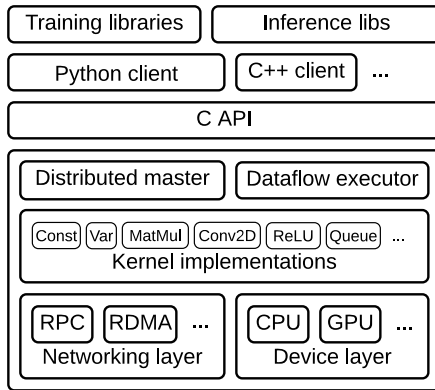 Training libraries Inference libs
Python client C++ client ...
C API
Distributed master Dataflow executor
Const Var MatMul Conv2D ReLU Queue ...
Kernel implementations
RPC RDMA ... CPU GPU ...
Networking layer Device layer